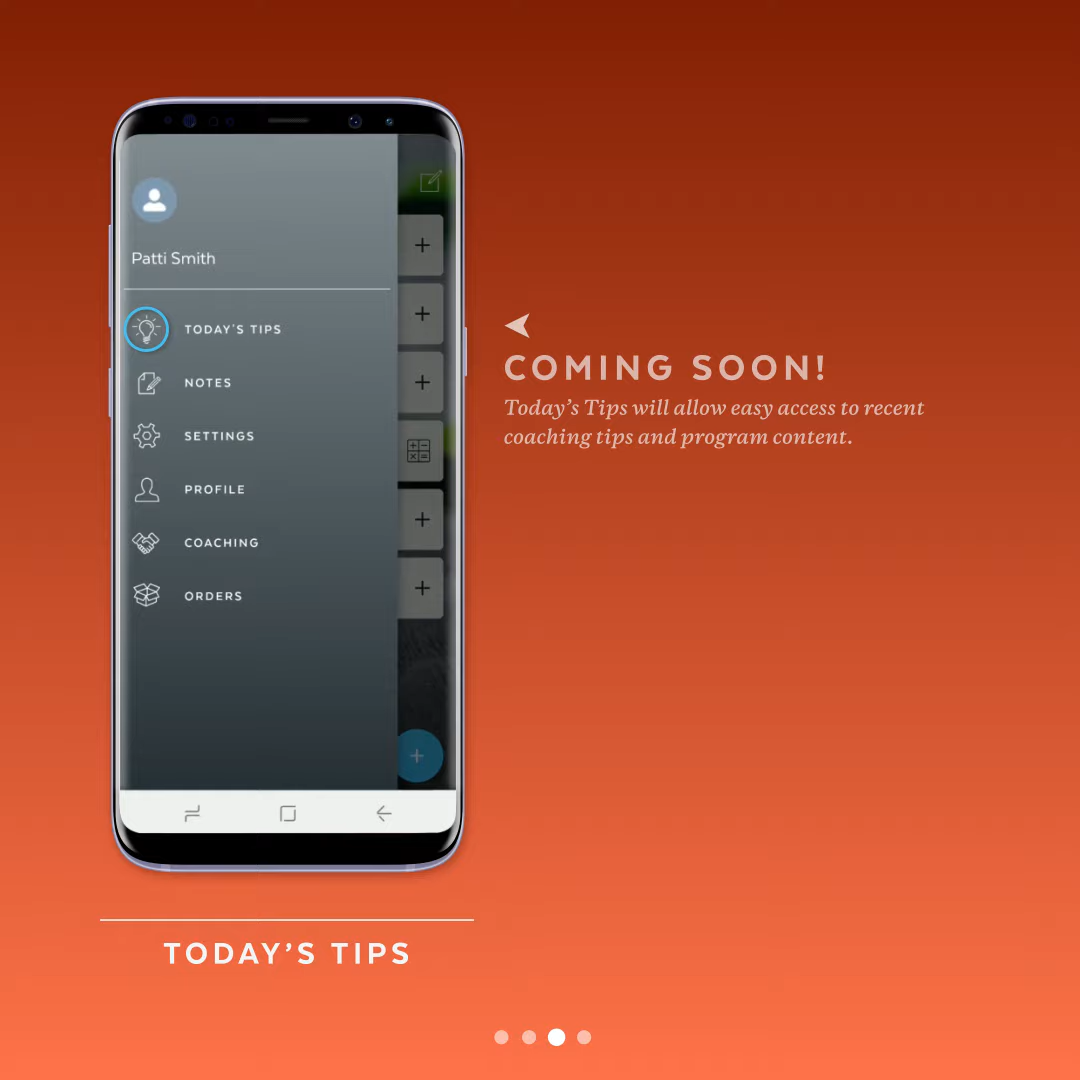 Patti Smith
TODAY'S TIPS
NOTES
SETTINGS
PROFILE
COACHING
ORDERS
COMING SOON!
Today's Tips will allow easy access to recent
coaching tips and program content.
TODAY'S TIPS